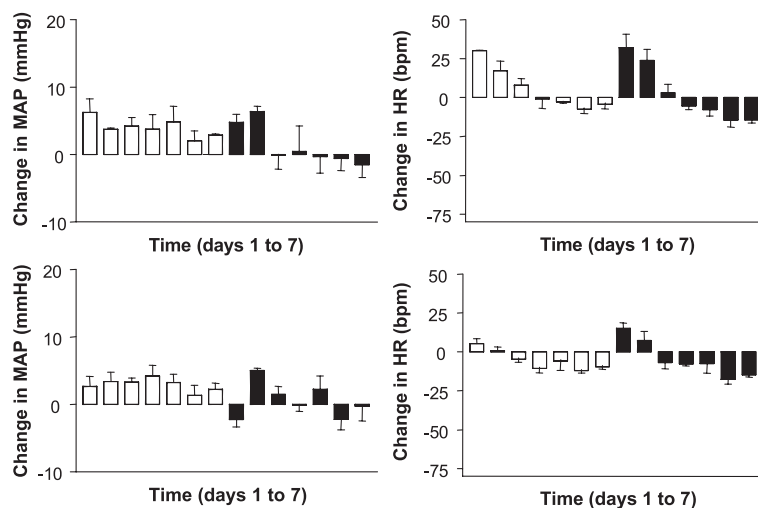 Change in MAP (mmHg)
20
10
0
-10
Time (days 1 to 7)
Change in HR (bpm)
50
25
0
-25
-50
-75
Time (days 1 to 7)
Change in MAP (mmHg)
20
10
0
-10
Time (days 1 to 7)
Change in HR (bpm)
50
25
0
-25
-50
-75
Time (days 1 to 7)